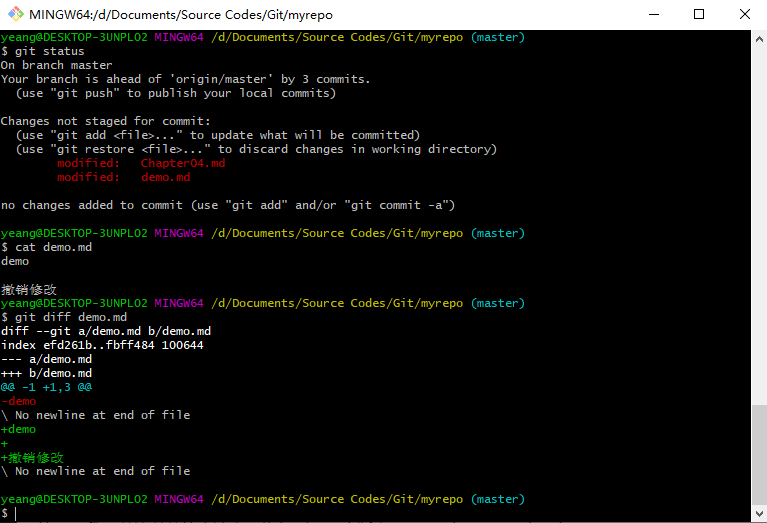 MINGW64:/d/Documents/Source Codes/Git/myrepo
yeang@DESKTOP-3UNPLO2 MINGW64 /d/Documents/Source Codes/Git/myrepo (master)
$ git status
On branch master
Your branch is ahead of 'origin/master' by 3 commits.
  (use "git push" to publish your local commits)
Changes not staged for commit:
  (use "git add <file>..." to update what will be committed)
  (use "git restore <file>..." to discard changes in working directory)
        modified:   Chapter04.md
        modified:   demo.md
no changes added to commit (use "git add" and/or "git commit -a")
yeang@DESKTOP-3UNPLO2 MINGW64 /d/Documents/Source Codes/Git/myrepo (master)
$ cat demo.md
demo
撤销修改
yeang@DESKTOP-3UNPLO2 MINGW64 /d/Documents/Source Codes/Git/myrepo (master)
$ git diff demo.md
diff --git a/demo.md b/demo.md
index efd261b..fbff484 100644
--- a/demo.md
+++ b/demo.md
@@ -1 +1,3 @@
-demo
\ No newline at end of file
+demo
+
+撤销修改
\ No newline at end of file
yeang@DESKTOP-3UNPLO2 MINGW64 /d/Documents/Source Codes/Git/myrepo (master)
$